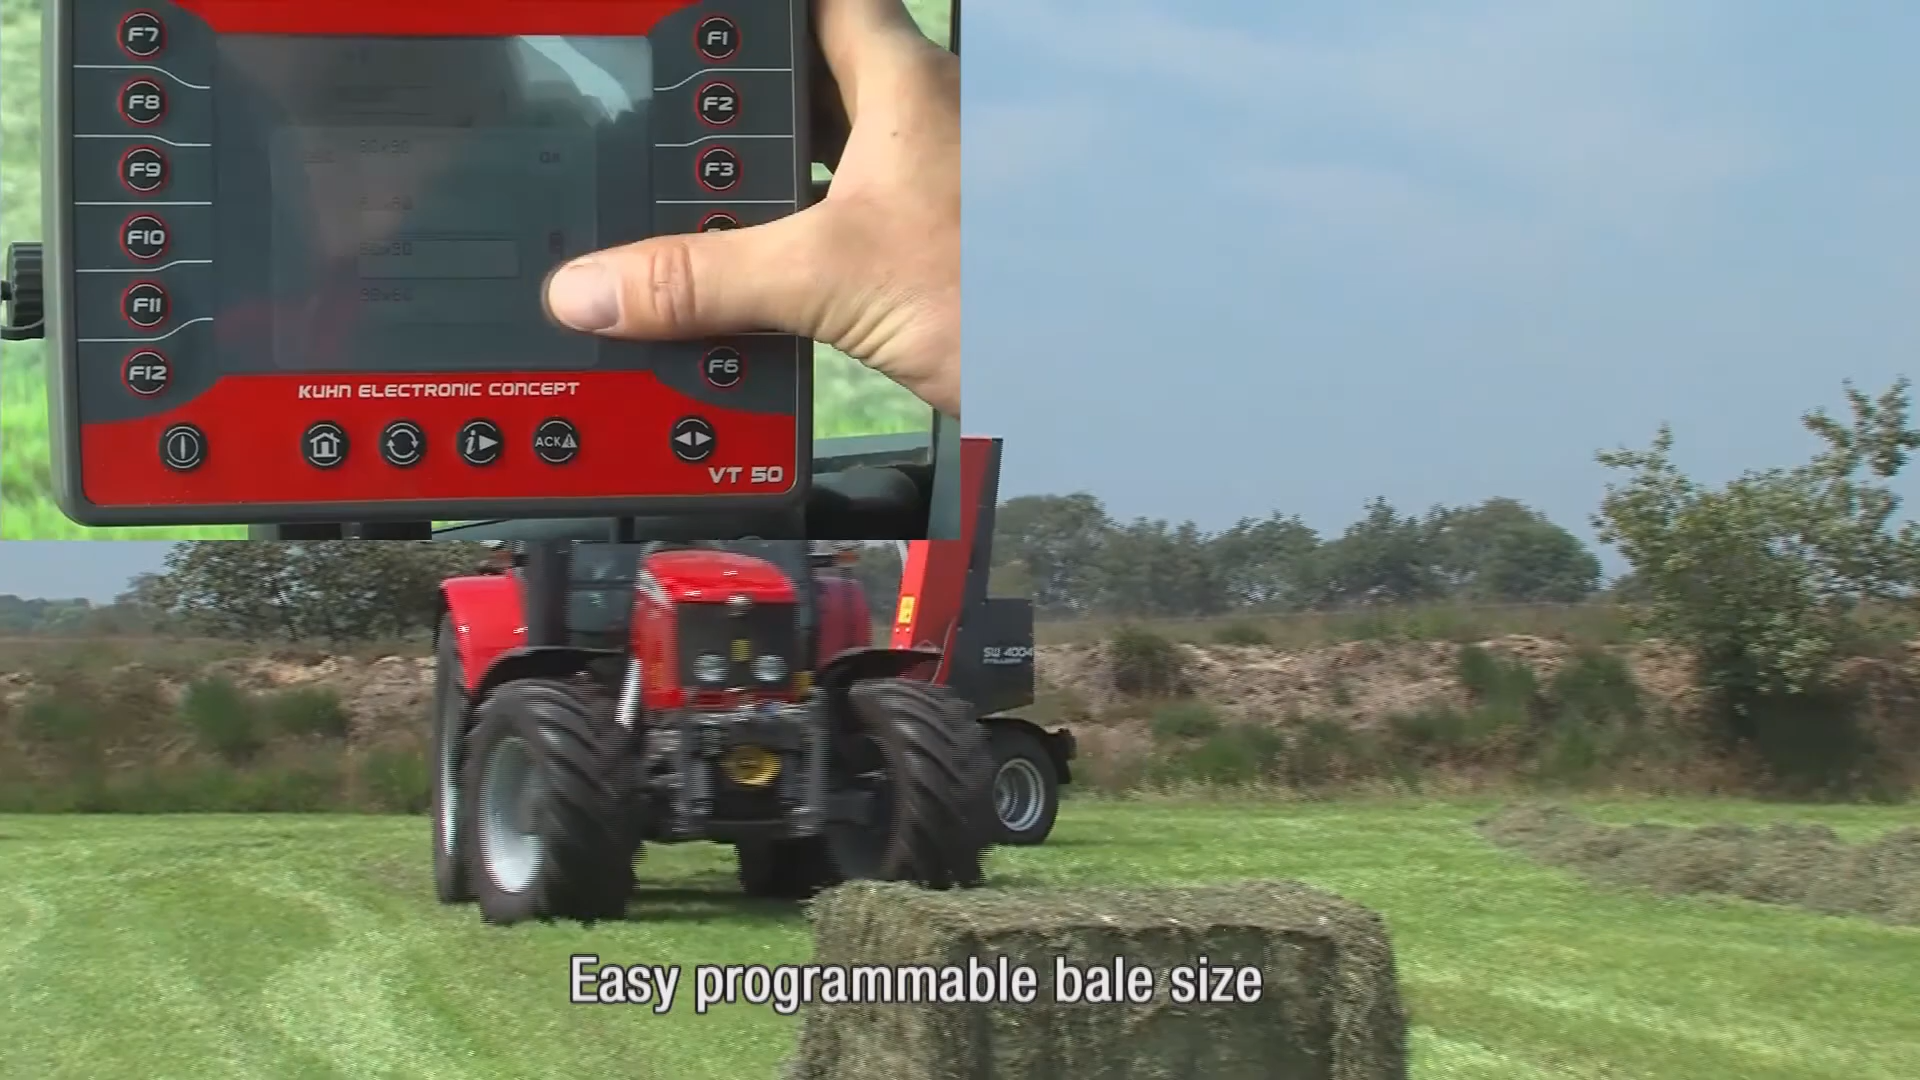 F7
F1
F8
F2
F9
F3
F10
F11
F12
F6
KUHN ELECTRONIC CONCEPT
ACK
VT 50
SW 4004
Easy programmable bale size